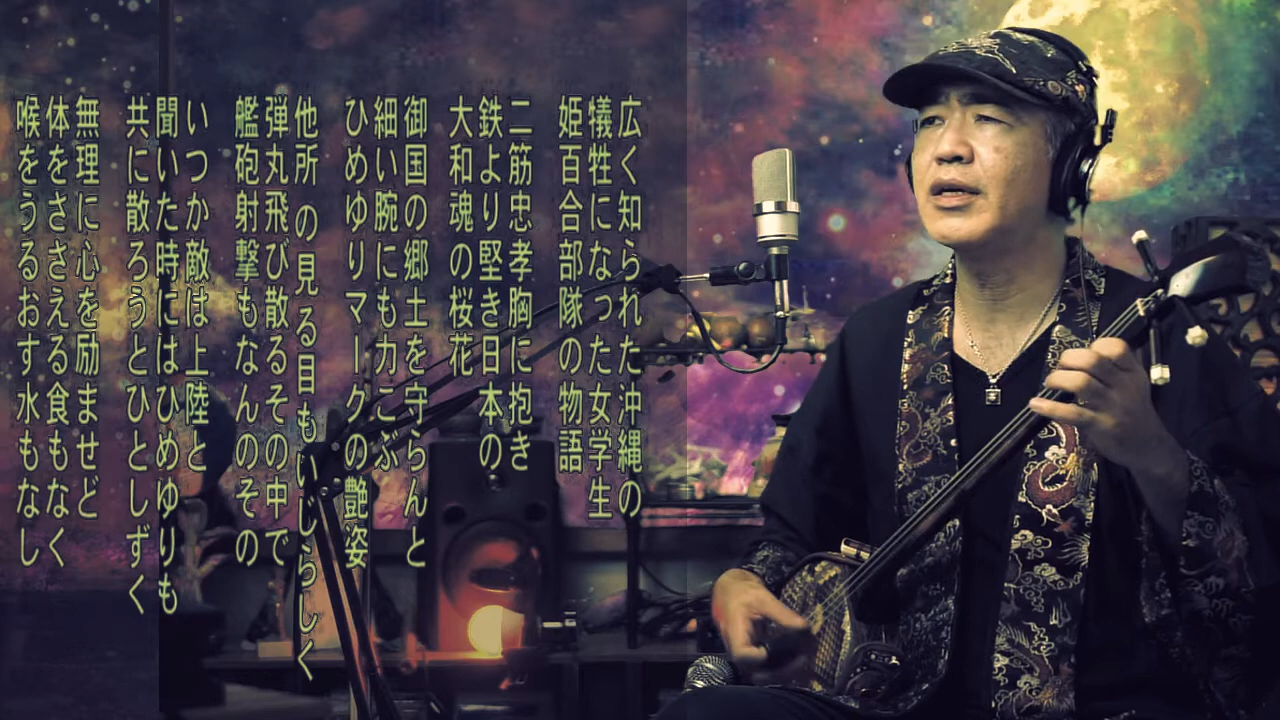 広く知られた沖縄の
犠牲になった女学生
姫百合部隊の物語
二筋忠孝胸に抱き
鉄より堅き日本の
大和魂の桜花
御国の郷土を守らんと
細い腕にも力こぶ
ひめゆりマークの艶姿
他所の見る目もいじらしく
弾丸飛び散るその中で
艦砲射撃もなんのその
いつか敵は上陸と
聞いた時にはひめゆりも
共に散ろうとひとしずく
無理に心を励ませど
体をささえる食もなく
喉をうるおす水もなし